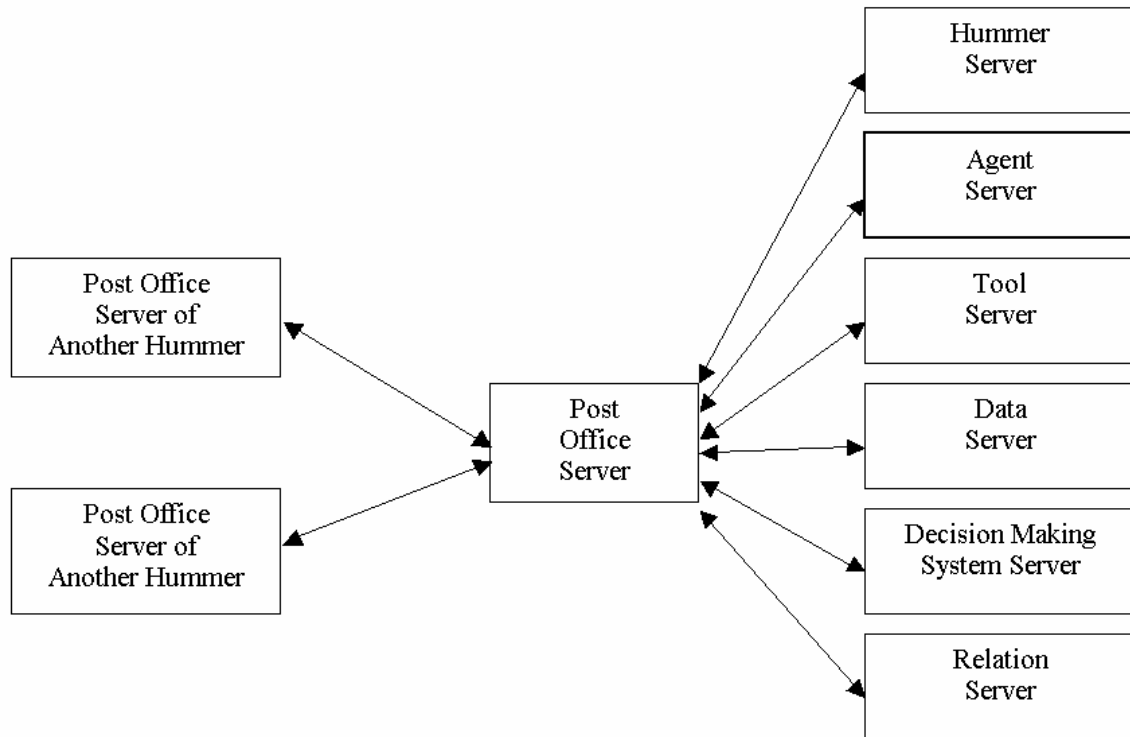 Hummer
Server
Agent
Server
Tool
Server
Data
Server
Decision Making
System Server
Relation
Server
Post Office
Server of
Another Hummer
Post
Office
Server
Post Office
Server of
Another Hummer